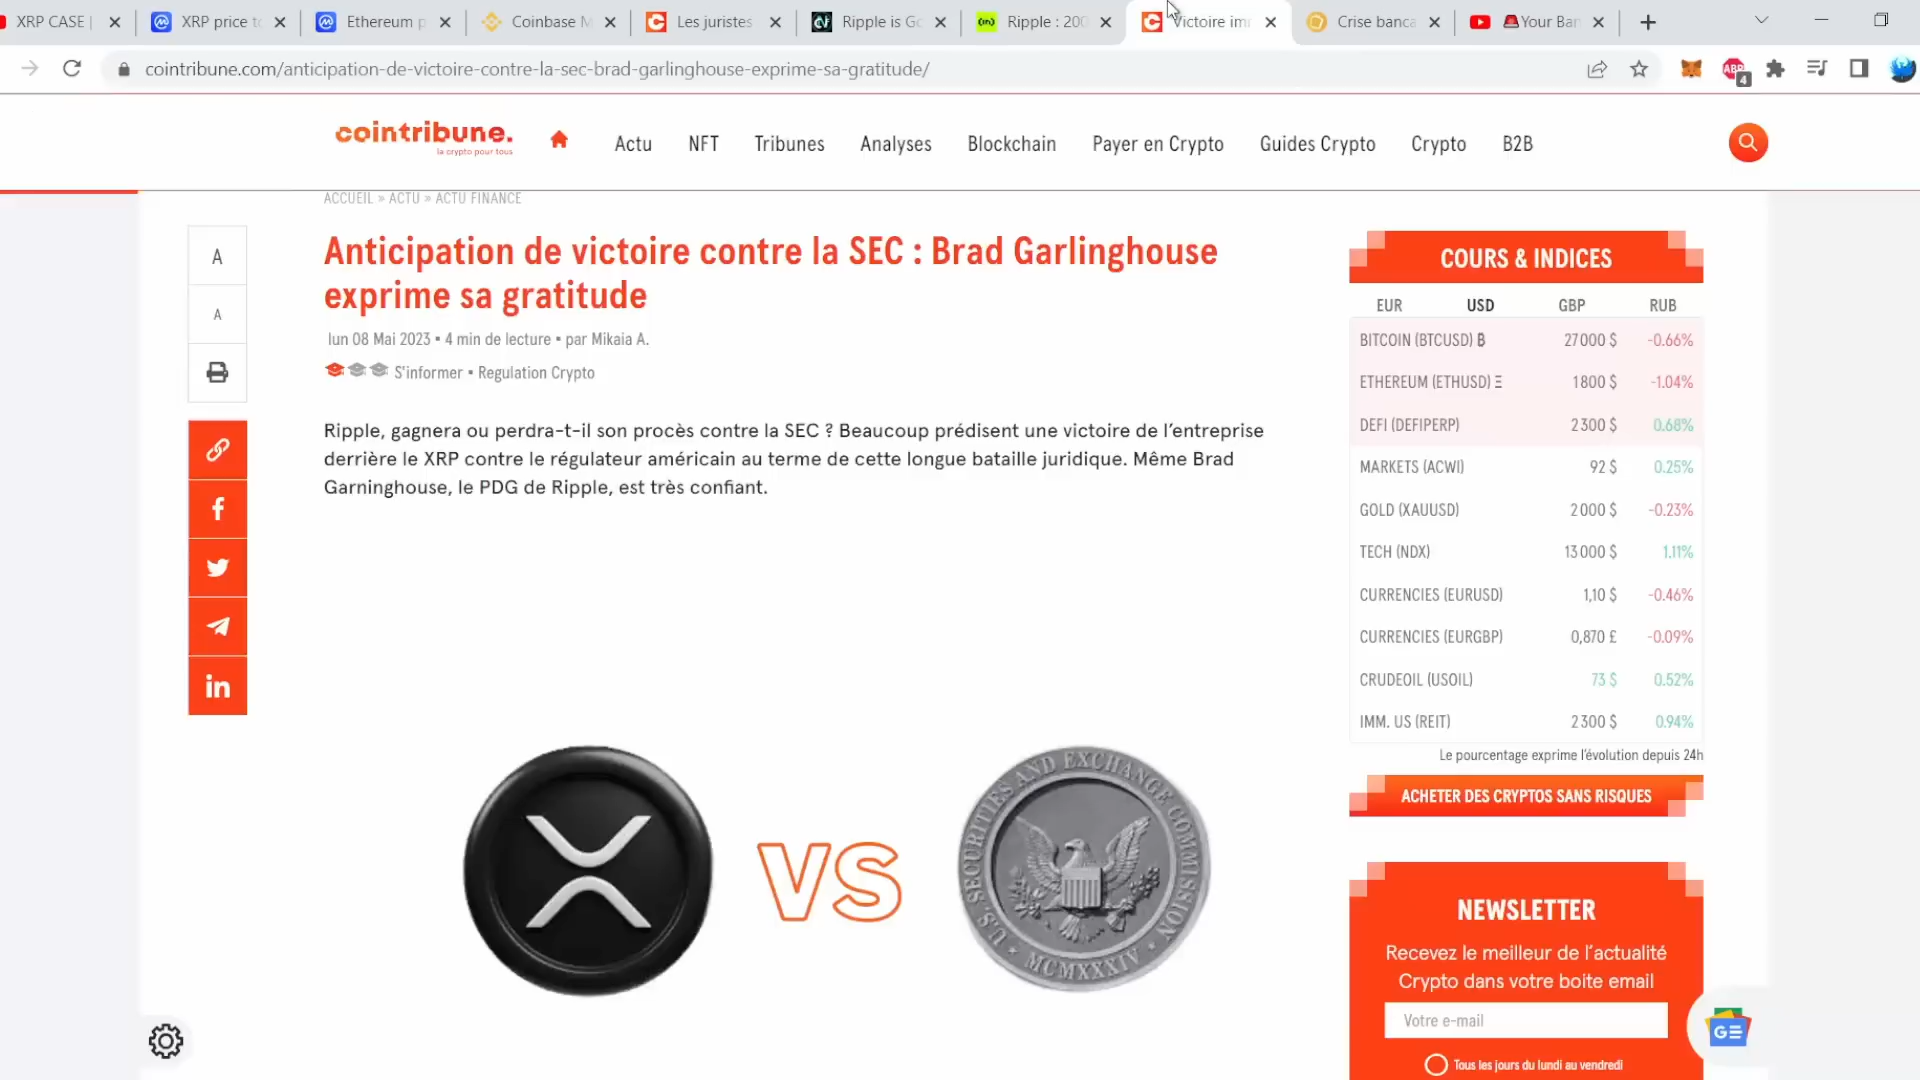 XRP CASE |
XRP price to
Ethereum p
Coinbase M
Les juristes
Ripple is Go
Ripple : 200
Victoire im
Crise banca
Your Ban
cointribune.com/anticipation-de-victoire-contre-la-sec-brad-garlinghouse-exprime-sa-gratitude/
ABP
4
cointribune.
la crypto pour tous
Actu
NFT
Tribunes
Analyses
Blockchain
Payer en Crypto
Guides Crypto
Crypto
B2B
ACCUEIL » ACTU » ACTU FINANCE
A
A
Anticipation de victoire contre la SEC : Brad Garlinghouse
exprime sa gratitude
lun 08 Mai 2023 ▪ 4 min de lecture ▪ par Mikaia A.
S'informer ▪ Regulation Crypto
Ripple, gagnera ou perdra-t-il son procès contre la SEC ? Beaucoup prédisent une victoire de l'entreprise
derrière le XRP contre le régulateur américain au terme de cette longue bataille juridique. Même Brad
Garninghouse, le PDG de Ripple, est très confiant.
VS
U.S. SECURITIES AND EXCHANGE COMMISSION
MCMXXXIV
COURS & INDICES
EUR USD GBP RUB
BITCOIN (BTCUSD) ₿ 27 000 $ -0.66%
ETHEREUM (ETHUSD) Ξ 1 800 $ -1.04%
DEFI (DEFIPERP) 2 300 $ 0.68%
MARKETS (ACWI) 92 $ 0.25%
GOLD (XAUUSD) 2 000 $ -0.23%
TECH (NDX) 13 000 $ 1.11%
CURRENCIES (EURUSD) 1,10 $ -0.46%
CURRENCIES (EURGBP) 0,870 £ -0.09%
CRUDEOIL (USOIL) 73 $ 0.52%
IMM. US (REIT) 2 300 $ 0.94%
Le pourcentage exprime l'évolution depuis 24h
ACHETER DES CRYPTOS SANS RISQUES
NEWSLETTER
Recevez le meilleur de l'actualité
Crypto dans votre boite email
Votre e-mail
Tous les jours du lundi au vendredi
GE